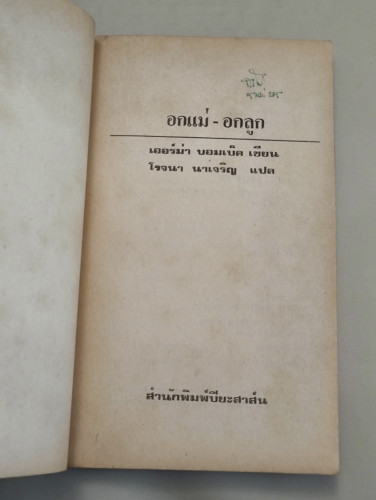 อกแม่ - อกลูก
เออร์ม่า บอมเบ็ค เขียน
โรจนา นาเจริญ แปล
สำนักพิมพ์ปิยะสาส์น